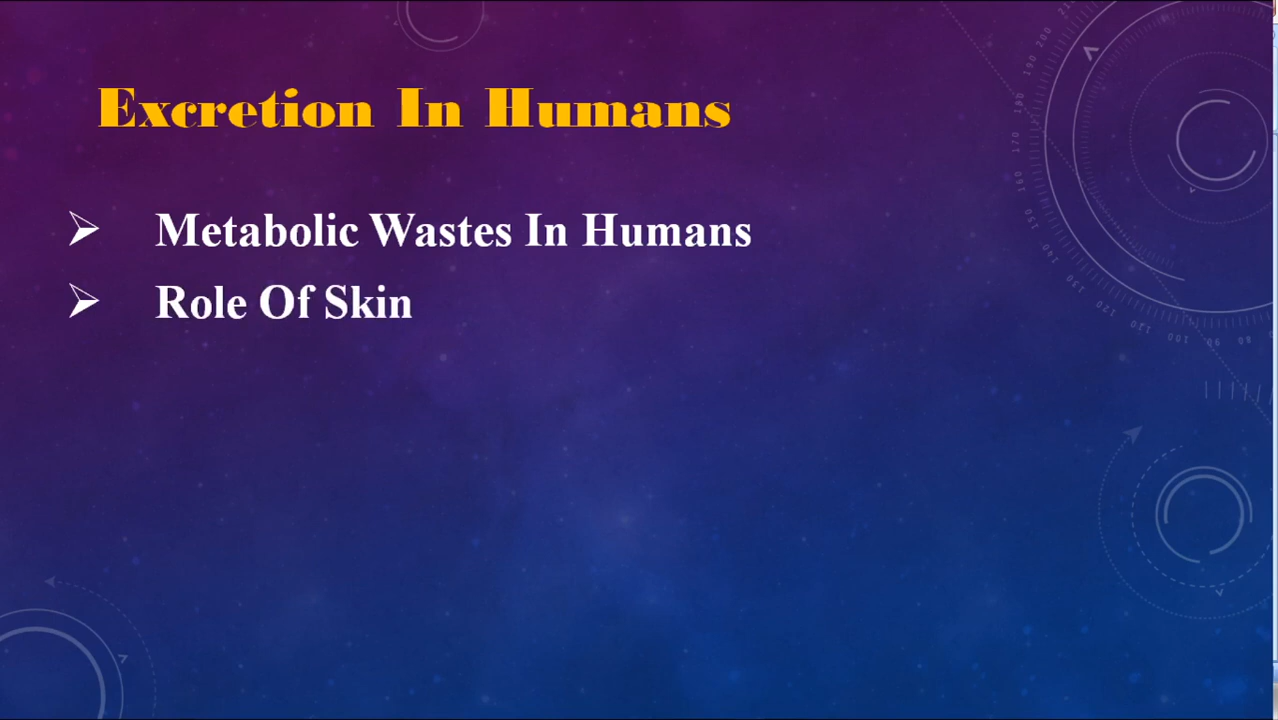 Excretion In Humans
➢ Metabolic Wastes In Humans
➢ Role Of Skin